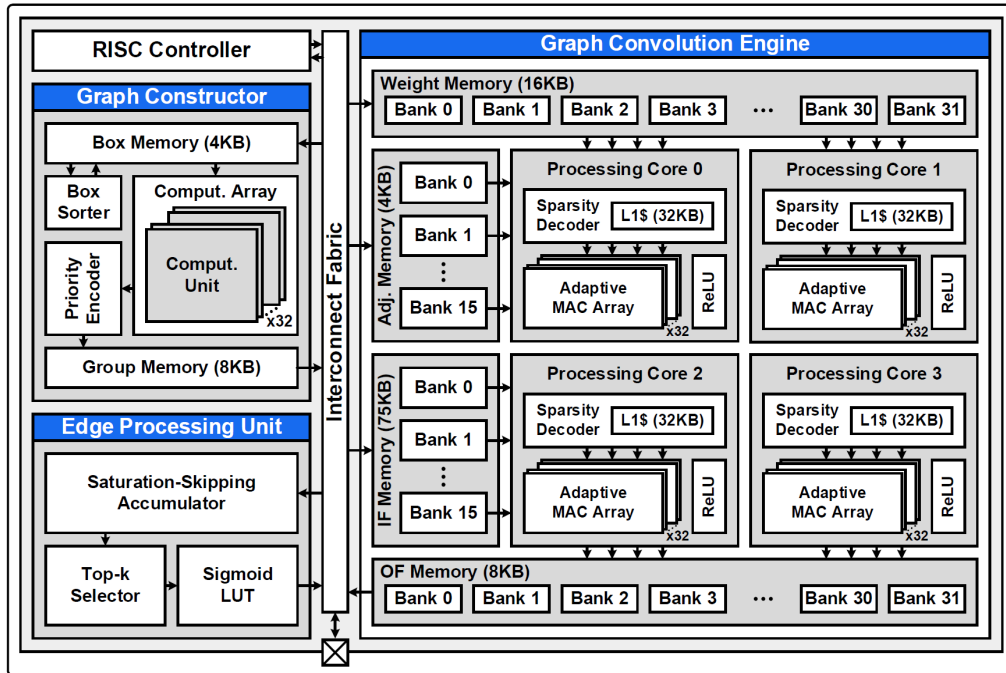 RISC Controller
Graph Constructor
Box Memory (4KB)
Box
Sorter
Comput. Array
Comput.
Unit
x32
Priority
Encoder
Group Memory (8KB)
Edge Processing Unit
Saturation-Skipping
Accumulator
Top-k
Selector
Sigmoid
LUT
Interconnect Fabric
Graph Convolution Engine
Weight Memory (16KB)
Bank 0 Bank 1 Bank 2 Bank 3 ... Bank 30 Bank 31
Adj. Memory (4KB)
Bank 0
Bank 1
...
Bank 15
Processing Core 0
Sparsity
Decoder
L1$ (32KB)
Adaptive
MAC Array
x32
ReLU
Processing Core 1
Sparsity
Decoder
L1$ (32KB)
Adaptive
MAC Array
x32
ReLU
IF Memory (75KB)
Bank 0
Bank 1
...
Bank 15
Processing Core 2
Sparsity
Decoder
L1$ (32KB)
Adaptive
MAC Array
x32
ReLU
Processing Core 3
Sparsity
Decoder
L1$ (32KB)
Adaptive
MAC Array
x32
ReLU
OF Memory (8KB)
Bank 0 Bank 1 Bank 2 Bank 3 ... Bank 30 Bank 31